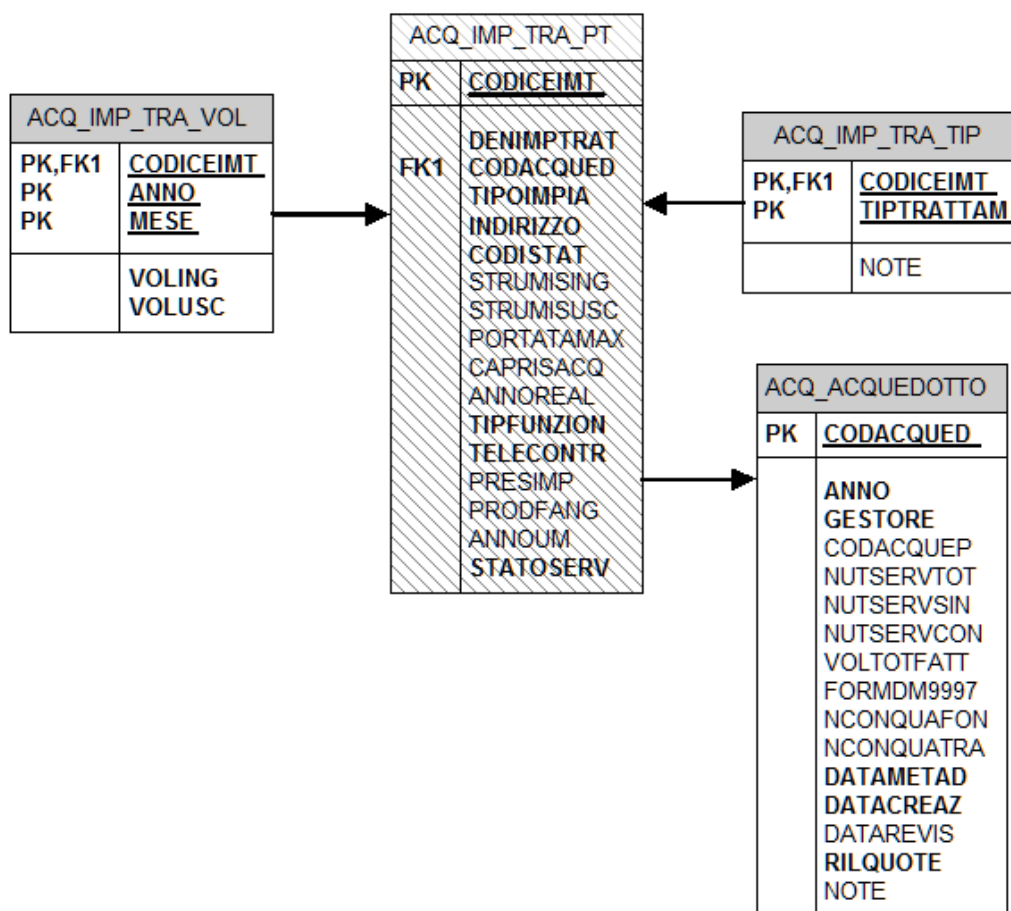 ACQ_IMP_TRA_PT
PK CODICEIMT
DENIMPTRAT
FK1 CODACQUED
TIPOIMPIA
INDIRIZZO
CODISTAT
STRUMISING
STRUMISUSC
PORTATAMAX
CAPRISACQ
ANNOREAL
TIPFUNZION
TELECONTR
PRESIMP
PRODFANG
ANNOUM
STATOSERV
ACQ_IMP_TRA_VOL
PK,FK1 CODICEIMT
PK ANNO
PK MESE
VOLING
VOLUSC
ACQ_IMP_TRA_TIP
PK,FK1 CODICEIMT
PK TIPTRATTAM
NOTE
ACQ_ACQUEDOTTO
PK CODACQUED
ANNO
GESTORE
CODACQUEP
NUTSERVTOT
NUTSERVSIN
NUTSERVCON
VOLTOTFATT
FORMDM9997
NCONQUAFON
NCONQUATRA
DATAMETAD
DATACREAZ
DATAREVIS
RILQUOTE
NOTE